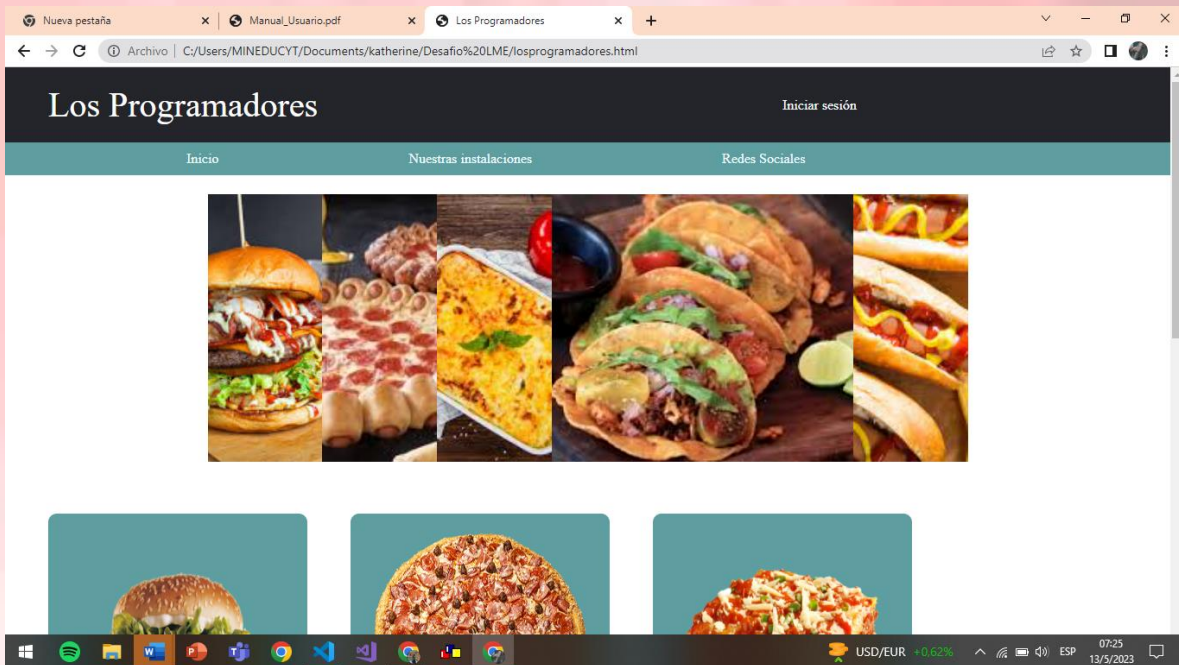 Nueva pestaña
Manual_Usuario.pdf
Los Programadores
Archivo
C:/Users/MINEDUCYT/Documents/katherine/Desafio%20LME/losprogramadores.html
Los Programadores
Iniciar sesión
Inicio
Nuestras instalaciones
Redes Sociales
USD/EUR +0,62%
ESP
07:25
13/5/2023